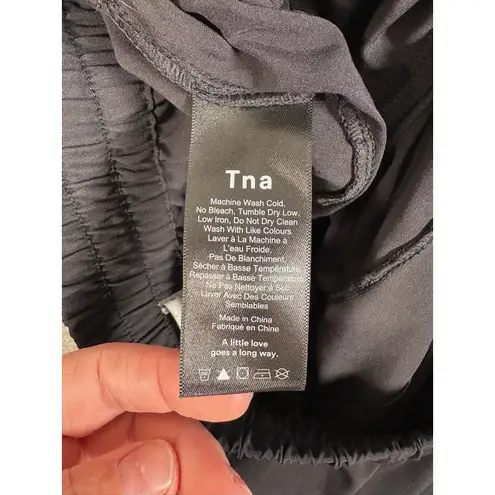 Tna
Machine Wash Cold,
No Bleach, Tumble Dry Low,
Low Iron, Do Not Dry Clean
Wash With Like Colours
Laver à La Machine à
L'eau Froide,
Pas De Blanchiment,
Sécher à Basse Température,
Repasser à Basse Température
Ne Pas Nettoyer à Sec
Laver Avec Des Couleurs
Semblables
Made in China
Fabriqué en Chine
A little love
goes a long way.